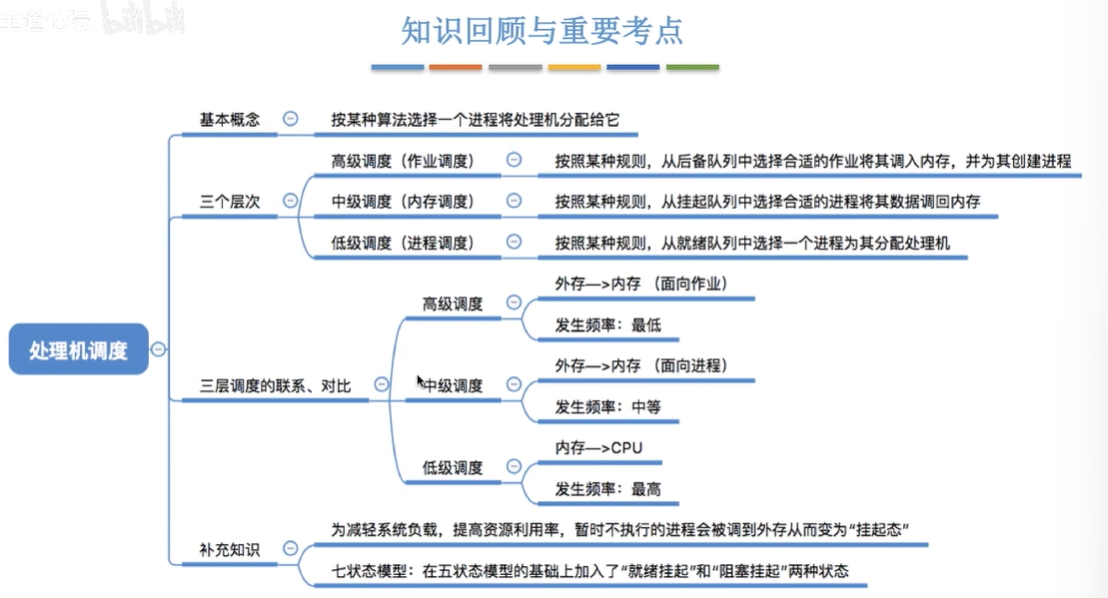 王道论坛 bilibili
知识回顾与重要考点
基本概念
按某种算法选择一个进程将处理机分配给它
三个层次
高级调度（作业调度）
按照某种规则，从后备队列中选择合适的作业将其调入内存，并为其创建进程
中级调度（内存调度）
按照某种规则，从挂起队列中选择合适的进程将其数据调回内存
低级调度（进程调度）
按照某种规则，从就绪队列中选择一个进程为其分配处理机
处理机调度
三层调度的联系、对比
高级调度
外存—>内存 （面向作业）
发生频率：最低
中级调度
外存—>内存 （面向进程）
发生频率：中等
低级调度
内存—>CPU
发生频率：最高
补充知识
为减轻系统负载，提高资源利用率，暂时不执行的进程会被调到外存从而变为“挂起态”
七状态模型：在五状态模型的基础上加入了“就绪挂起”和“阻塞挂起”两种状态